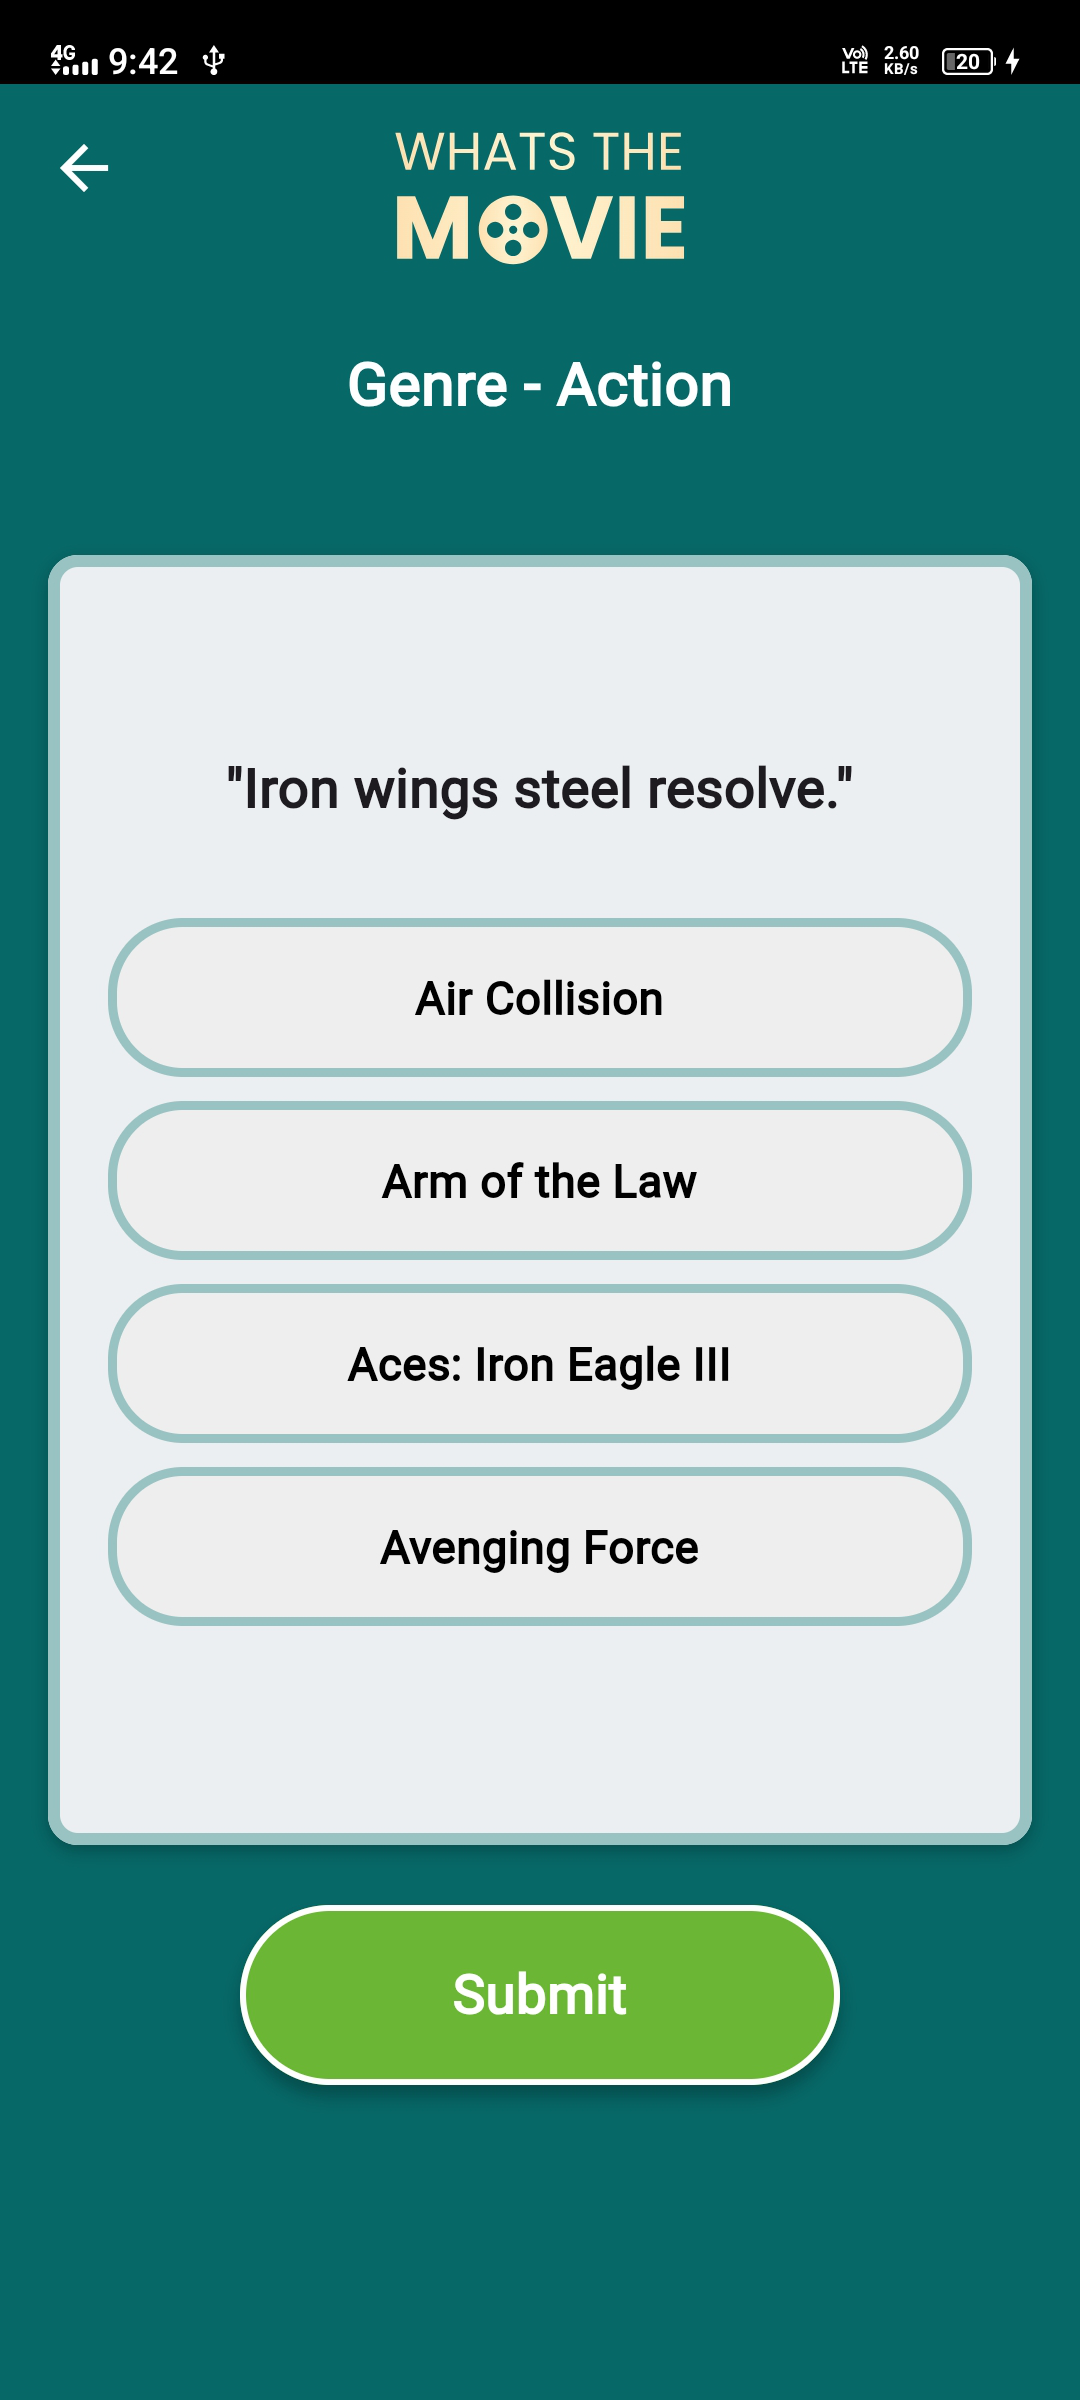 4G 9:42 Vo LTE 2.60 KB/s 20
WHATS THE
MOVIE
Genre - Action
"Iron wings steel resolve."
Air Collision
Arm of the Law
Aces: Iron Eagle III
Avenging Force
Submit